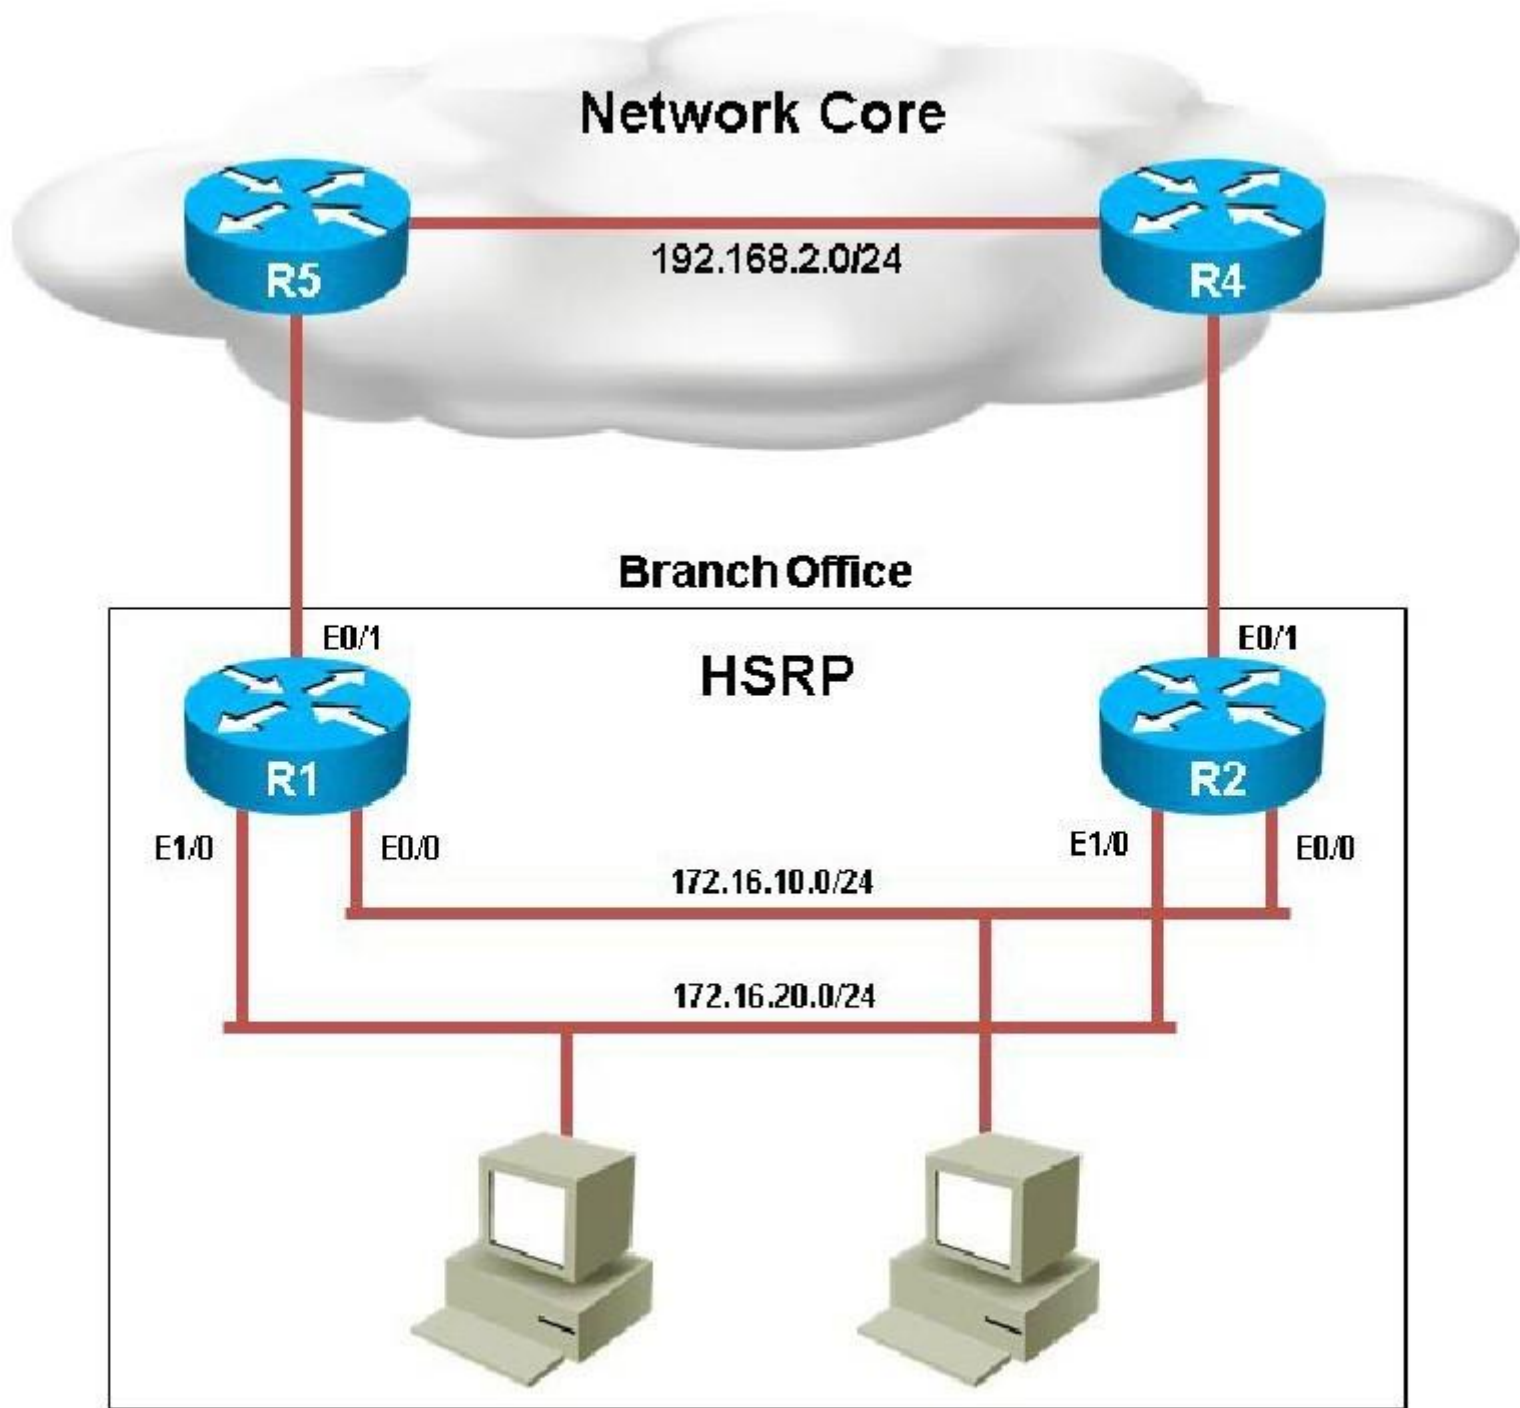 Network Core
192.168.2.0/24
R5
R4
Branch Office
E0/1
E0/1
HSRP
R1
R2
E1/0
E0/0
E1/0
E0/0
172.16.10.0/24
172.16.20.0/24